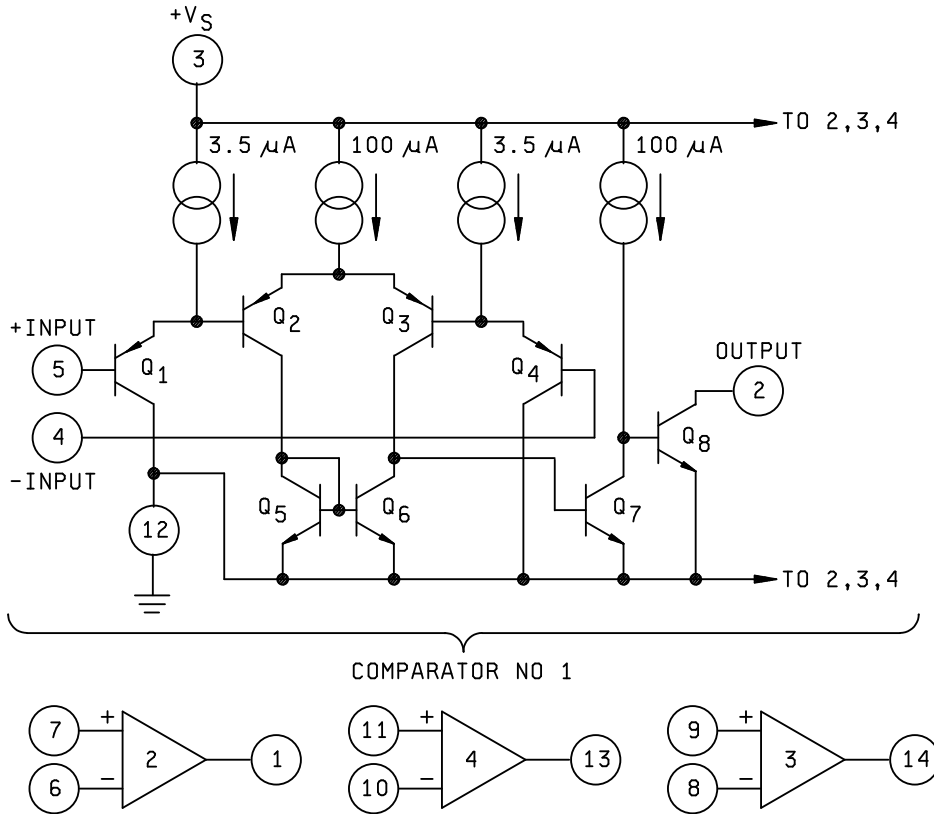 +VS
3
TO 2,3,4
3.5 μA
100 μA
3.5 μA
100 μA
Q2
Q3
+INPUT
5
Q1
Q4
OUTPUT
2
4
Q8
-INPUT
Q5
Q6
Q7
12
TO 2,3,4
COMPARATOR NO 1
7
+
2
1
6
-
11
+
4
13
10
-
9
+
3
14
8
-